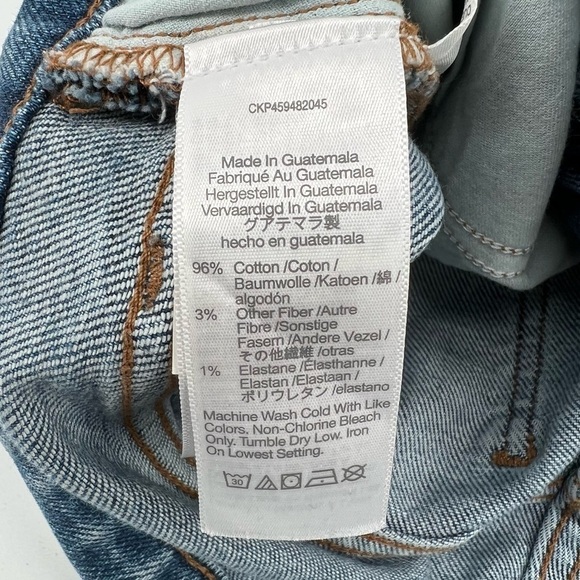 CKP459482045
Made In Guatemala
Fabriqué Au Guatemala
Hergestellt In Guatemala
Vervaardigd In Guatemala
グアテマラ製
hecho en guatemala
96% Cotton /Coton /
Baumwolle /Katoen /綿/
algodón
3% Other Fiber /Autre
Fibre /Sonstige
Fasern /Andere Vezel /
その他繊維 /otras
1% Elastane /Élasthanne /
Elastan /Elastaan /
ポリウレタン /elastano
Machine Wash Cold With Like
Colors. Non-Chlorine Bleach
Only. Tumble Dry Low. Iron
On Lowest Setting.
30